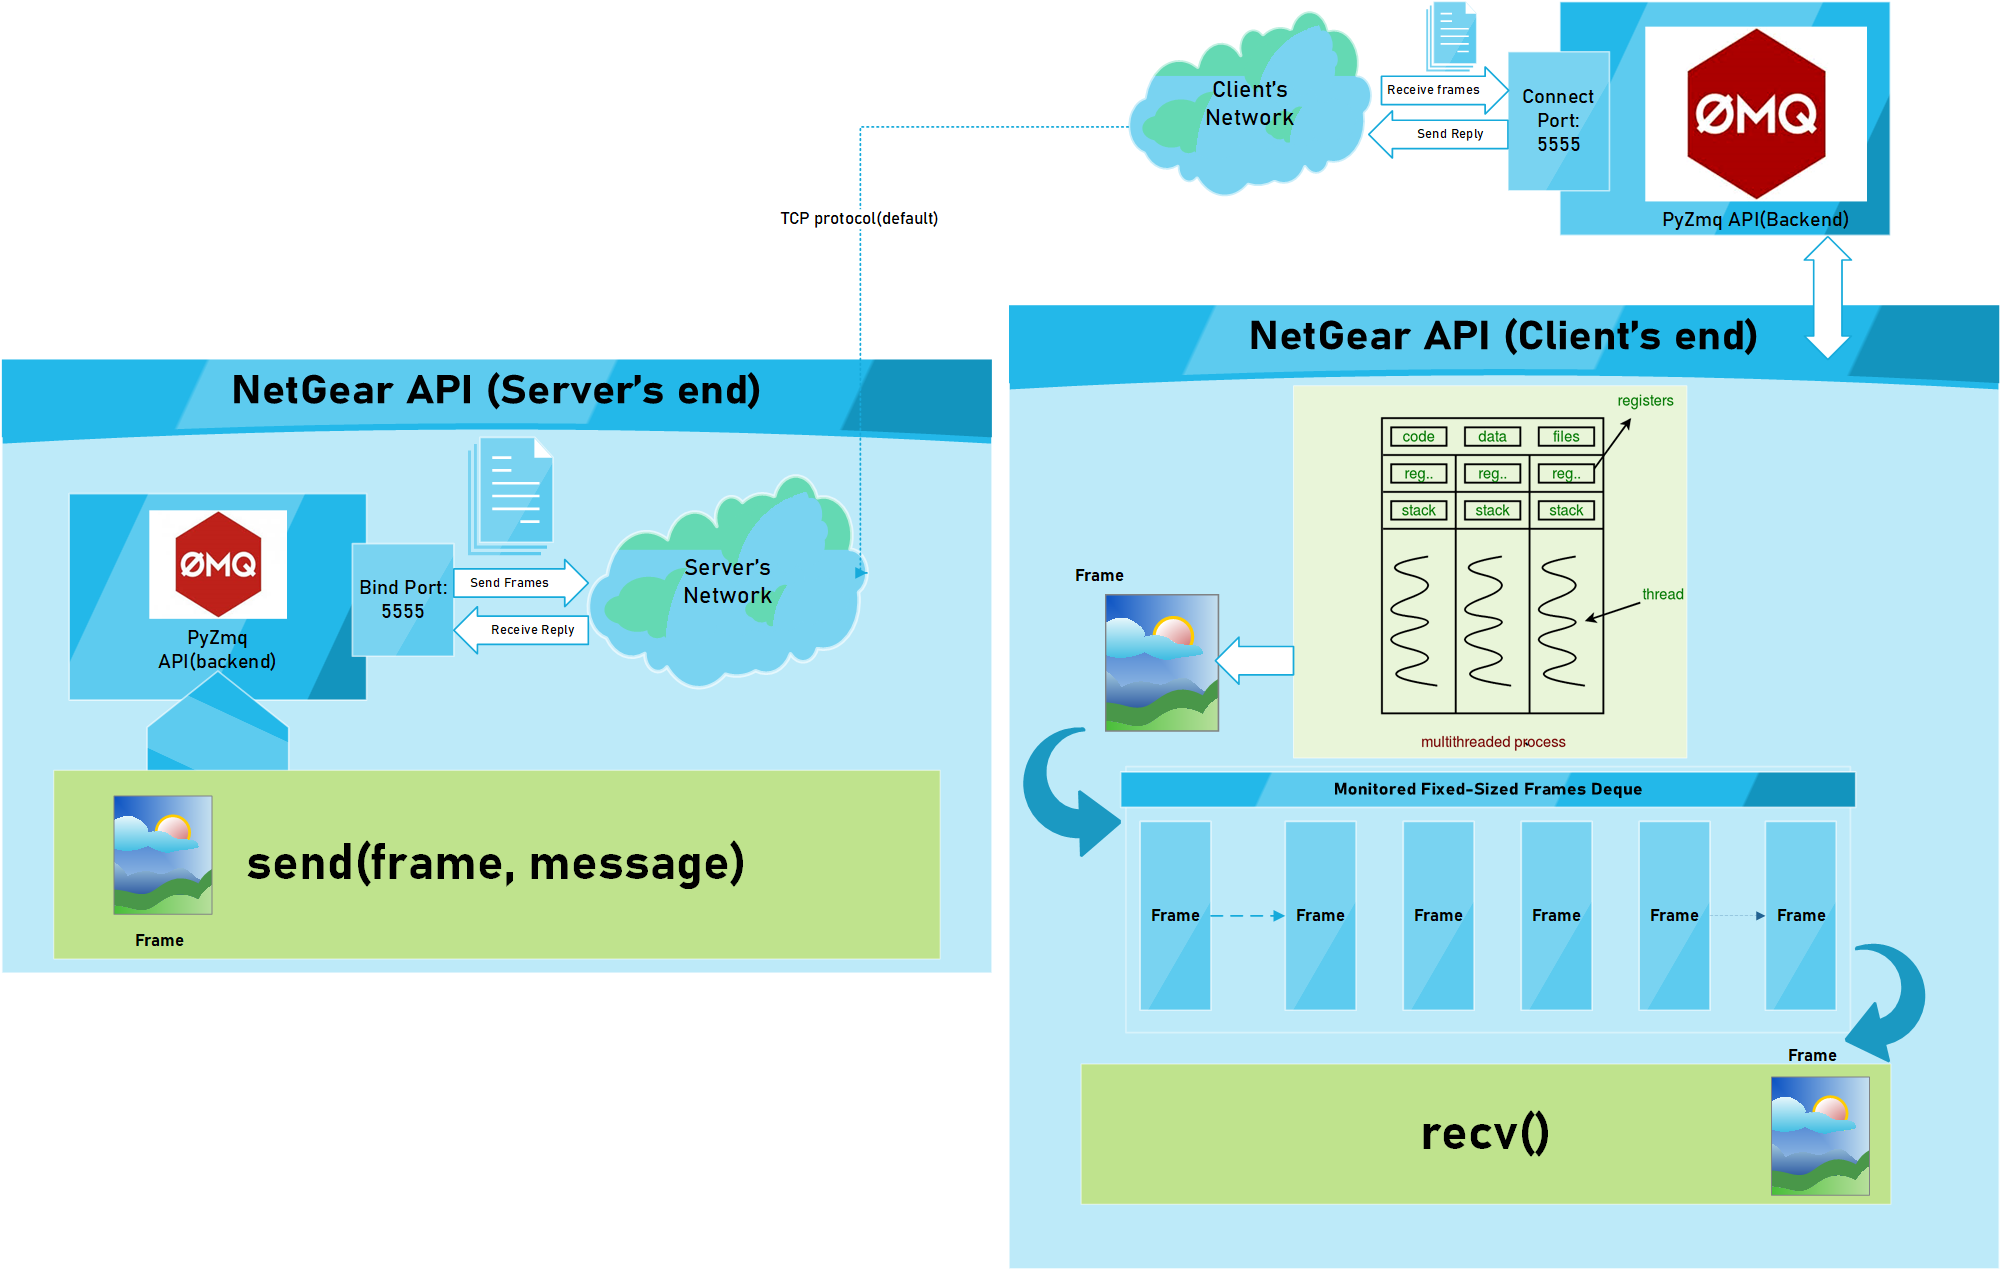 Client's
Network
Receive frames
Send Reply
Connect
Port:
5555
ØMQ
PyZmq API(Backend)
TCP protocol(default)
NetGear API (Server's end)
ØMQ
PyZmq
API(backend)
Bind Port:
5555
Send Frames
Receive Reply
Server's
Network
send(frame, message)
Frame
NetGear API (Client's end)
registers
code data files
reg.. reg.. reg..
stack stack stack
thread
multithreaded process
Frame
Monitored Fixed-Sized Frames Deque
Frame Frame Frame Frame Frame Frame
Frame
recv()